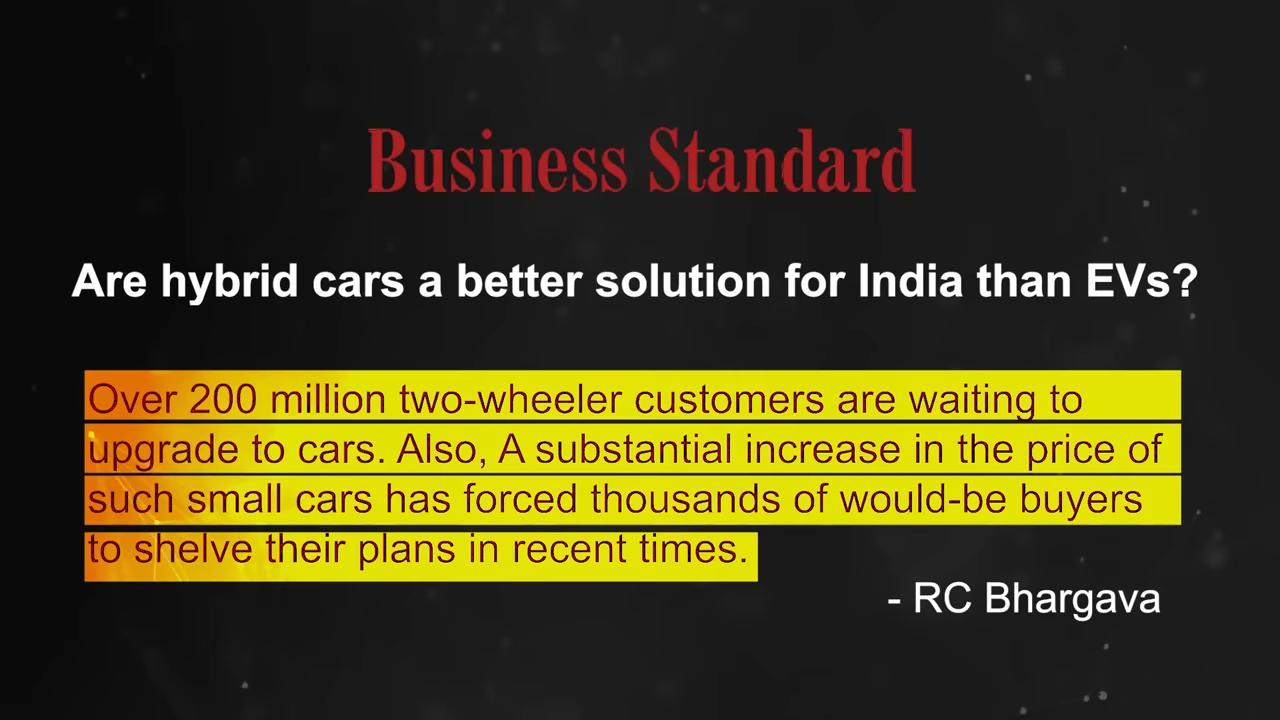 Business Standard
Are hybrid cars a better solution for India than EVs?
Over 200 million two-wheeler customers are waiting to
upgrade to cars. Also, A substantial increase in the price of
such small cars has forced thousands of would-be buyers
to shelve their plans in recent times.
- RC Bhargava